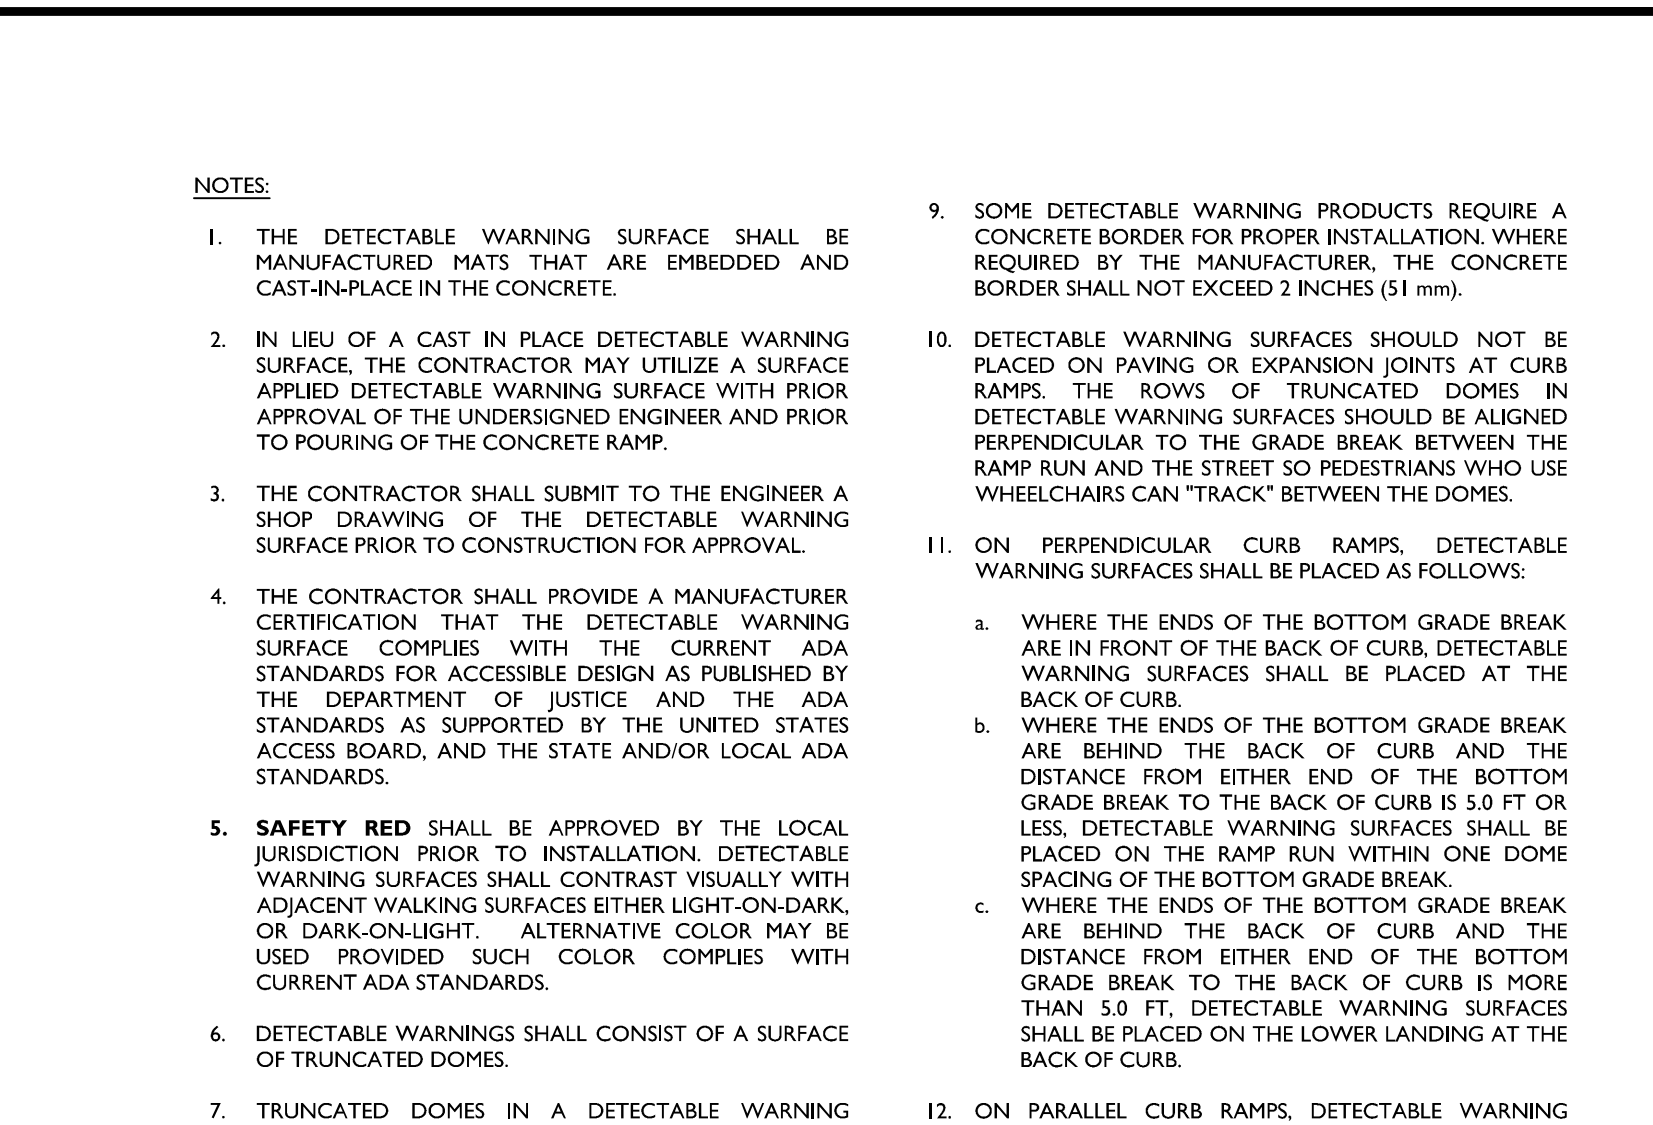 NOTES:
1. THE DETECTABLE WARNING SURFACE SHALL BE
MANUFACTURED MATS THAT ARE EMBEDDED AND
CAST-IN-PLACE IN THE CONCRETE.
2. IN LIEU OF A CAST IN PLACE DETECTABLE WARNING
SURFACE, THE CONTRACTOR MAY UTILIZE A SURFACE
APPLIED DETECTABLE WARNING SURFACE WITH PRIOR
APPROVAL OF THE UNDERSIGNED ENGINEER AND PRIOR
TO POURING OF THE CONCRETE RAMP.
3. THE CONTRACTOR SHALL SUBMIT TO THE ENGINEER A
SHOP DRAWING OF THE DETECTABLE WARNING
SURFACE PRIOR TO CONSTRUCTION FOR APPROVAL.
4. THE CONTRACTOR SHALL PROVIDE A MANUFACTURER
CERTIFICATION THAT THE DETECTABLE WARNING
SURFACE COMPLIES WITH THE CURRENT ADA
STANDARDS FOR ACCESSIBLE DESIGN AS PUBLISHED BY
THE DEPARTMENT OF JUSTICE AND THE ADA
STANDARDS AS SUPPORTED BY THE UNITED STATES
ACCESS BOARD, AND THE STATE AND/OR LOCAL ADA
STANDARDS.
5. SAFETY RED SHALL BE APPROVED BY THE LOCAL
JURISDICTION PRIOR TO INSTALLATION. DETECTABLE
WARNING SURFACES SHALL CONTRAST VISUALLY WITH
ADJACENT WALKING SURFACES EITHER LIGHT-ON-DARK,
OR DARK-ON-LIGHT. ALTERNATIVE COLOR MAY BE
USED PROVIDED SUCH COLOR COMPLIES WITH
CURRENT ADA STANDARDS.
6. DETECTABLE WARNINGS SHALL CONSIST OF A SURFACE
OF TRUNCATED DOMES.
7. TRUNCATED DOMES IN A DETECTABLE WARNING
9. SOME DETECTABLE WARNING PRODUCTS REQUIRE A
CONCRETE BORDER FOR PROPER INSTALLATION. WHERE
REQUIRED BY THE MANUFACTURER, THE CONCRETE
BORDER SHALL NOT EXCEED 2 INCHES (51 mm).
10. DETECTABLE WARNING SURFACES SHOULD NOT BE
PLACED ON PAVING OR EXPANSION JOINTS AT CURB
RAMPS. THE ROWS OF TRUNCATED DOMES IN
DETECTABLE WARNING SURFACES SHOULD BE ALIGNED
PERPENDICULAR TO THE GRADE BREAK BETWEEN THE
RAMP RUN AND THE STREET SO PEDESTRIANS WHO USE
WHEELCHAIRS CAN "TRACK" BETWEEN THE DOMES.
11. ON PERPENDICULAR CURB RAMPS, DETECTABLE
WARNING SURFACES SHALL BE PLACED AS FOLLOWS:
a. WHERE THE ENDS OF THE BOTTOM GRADE BREAK
ARE IN FRONT OF THE BACK OF CURB, DETECTABLE
WARNING SURFACES SHALL BE PLACED AT THE
BACK OF CURB.
b. WHERE THE ENDS OF THE BOTTOM GRADE BREAK
ARE BEHIND THE BACK OF CURB AND THE
DISTANCE FROM EITHER END OF THE BOTTOM
GRADE BREAK TO THE BACK OF CURB IS 5.0 FT OR
LESS, DETECTABLE WARNING SURFACES SHALL BE
PLACED ON THE RAMP RUN WITHIN ONE DOME
SPACING OF THE BOTTOM GRADE BREAK.
c. WHERE THE ENDS OF THE BOTTOM GRADE BREAK
ARE BEHIND THE BACK OF CURB AND THE
DISTANCE FROM EITHER END OF THE BOTTOM
GRADE BREAK TO THE BACK OF CURB IS MORE
THAN 5.0 FT, DETECTABLE WARNING SURFACES
SHALL BE PLACED ON THE LOWER LANDING AT THE
BACK OF CURB.
12. ON PARALLEL CURB RAMPS, DETECTABLE WARNING